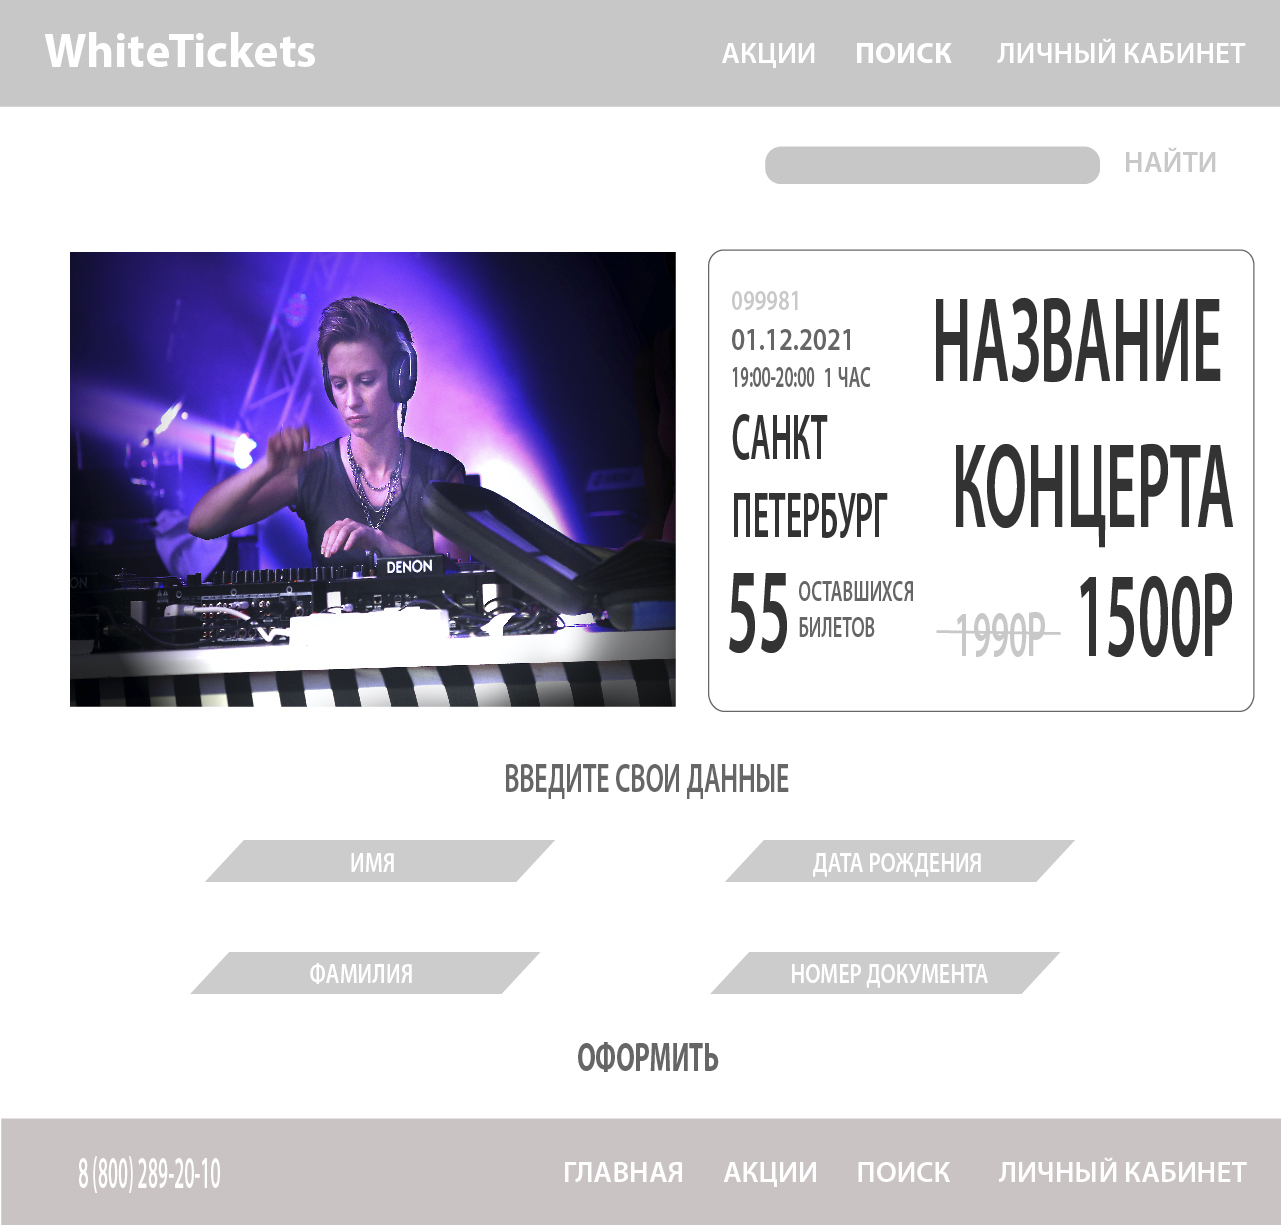 WhiteTickets
АКЦИИ ПОИСК ЛИЧНЫЙ КАБИНЕТ
НАЙТИ
DENON
099981
01.12.2021
19:00-20:00 1 ЧАС
САНКТ
ПЕТЕРБУРГ
55 ОСТАВШИХСЯ
БИЛЕТОВ
НАЗВАНИЕ
КОНЦЕРТА
1990Р 1500Р
ВВЕДИТЕ СВОИ ДАННЫЕ
ИМЯ ДАТА РОЖДЕНИЯ
ФАМИЛИЯ НОМЕР ДОКУМЕНТА
ОФОРМИТЬ
8 (800) 289-20-10 ГЛАВНАЯ АКЦИИ ПОИСК ЛИЧНЫЙ КАБИНЕТ